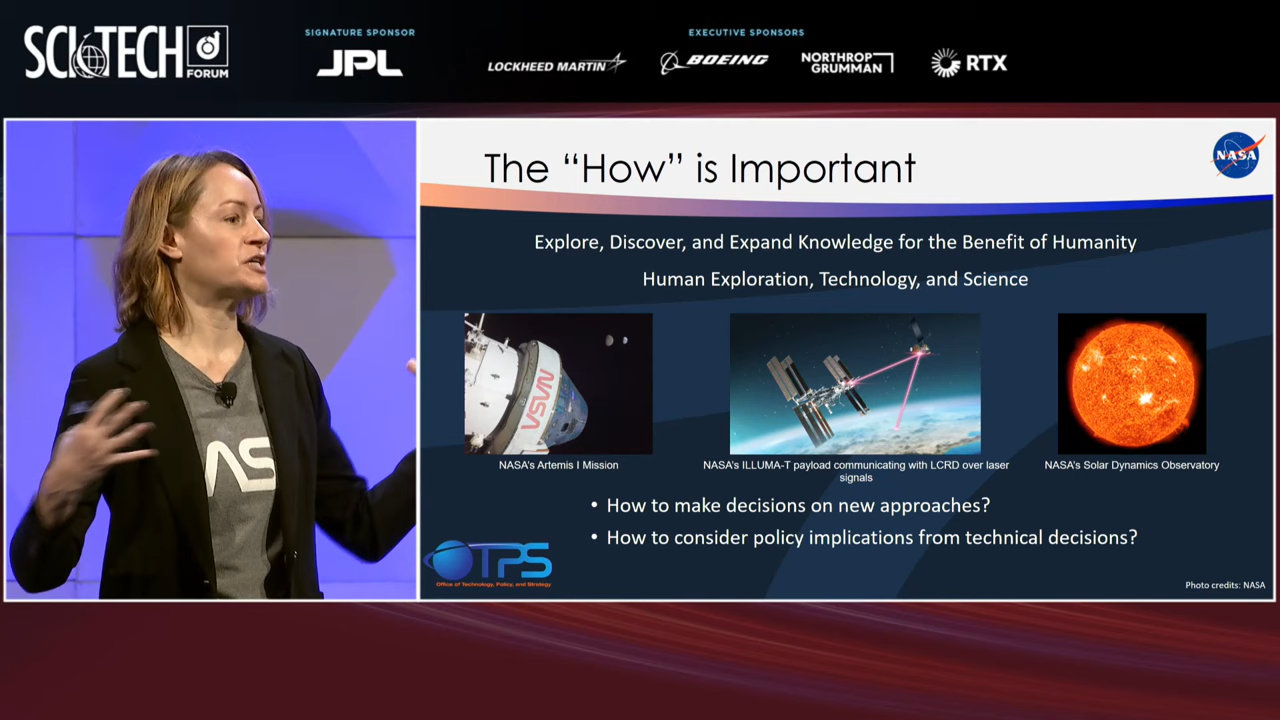 SCITECH
FORUM
SIGNATURE SPONSOR
JPL
EXECUTIVE SPONSORS
LOCKHEED MARTIN
BOEING
NORTHROP
GRUMMAN
RTX
The “How” is Important
NASA
Explore, Discover, and Expand Knowledge for the Benefit of Humanity
Human Exploration, Technology, and Science
NASA
NASA's Artemis I Mission
NASA's ILLUMA-T payload communicating with LCRD over laser
signals
NASA's Solar Dynamics Observatory
AS
• How to make decisions on new approaches?
• How to consider policy implications from technical decisions?
OTPS
Office of Technology, Policy, and Strategy
Photo credits: NASA